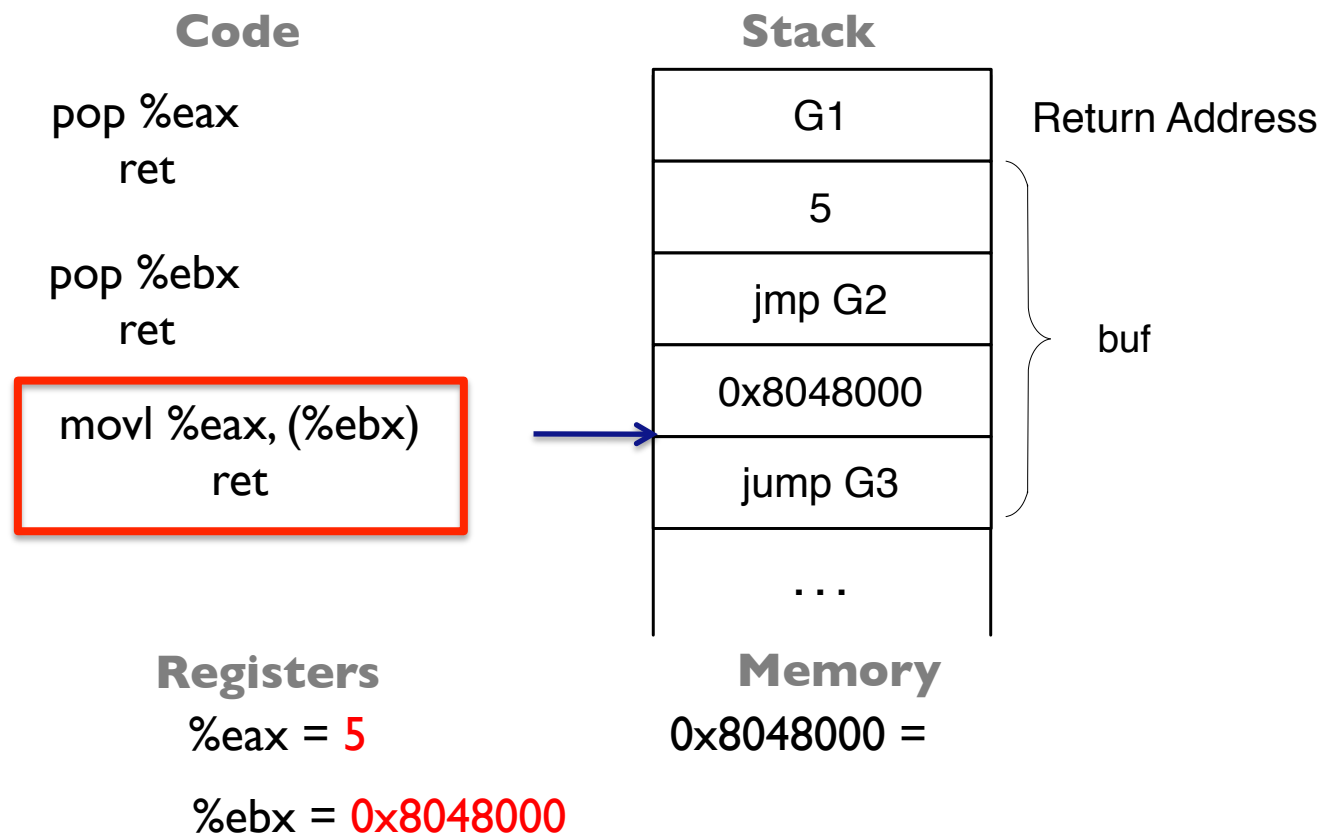 Code
pop %eax
ret
pop %ebx
ret
movl %eax, (%ebx)
ret
Stack
G1
Return Address
5
jmp G2
0x8048000
jump G3
. . .
buf
Registers
%eax = 5
%ebx = 0x8048000
Memory
0x8048000 =